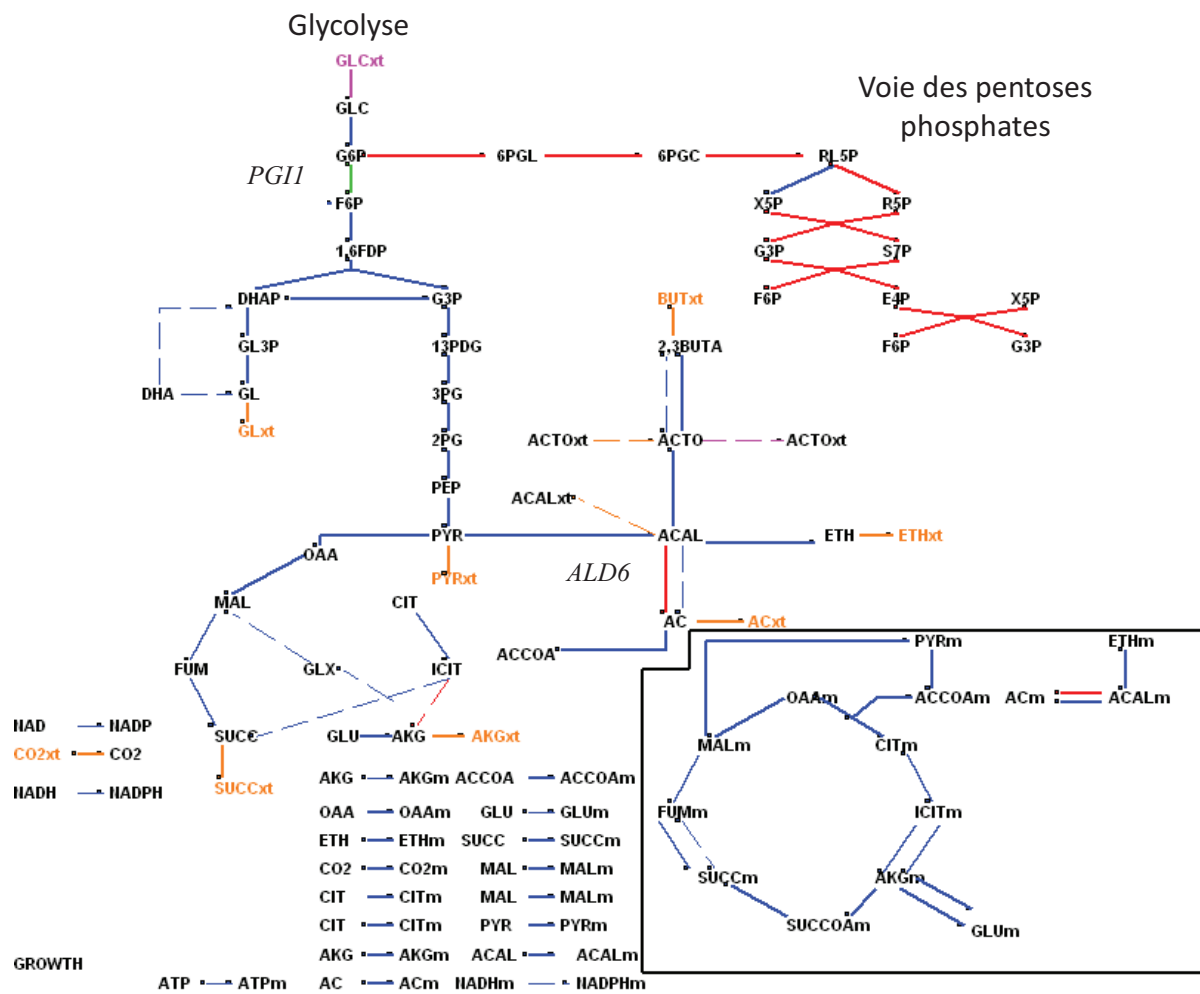 Glycolyse
GLCxt
GLC
Voie des pentoses
phosphates
G6P 6PGL 6PGC RL5P
PGI1
F6P X5P R5P
1,6FDP G3P S7P
DHAP G3P BUTxt F6P E4P X5P
GL3P 13PDG 2,3BUTA F6P G3P
DHA GL 3PG
GLxt 2PG ACTOxt ACTO ACTOxt
PEP ACALxt
OAA PYR ACAL ETH ETHxt
PYRxt ALD6
MAL CIT AC ACxt
ACCOA PYRm ETHm
FUM GLX ICIT
OAAm ACCOAm ACm ACALm
NAD NADP SUCC GLU AKG AKGxt MALm CITm
CO2xt CO2
NADH NADPH SUCCxt AKG AKGm ACCOA ACCOAm
OAA OAAm GLU GLUm FUMm ICITm
ETH ETHm SUCC SUCCm
CO2 CO2m MAL MALm SUCCm AKGm
CIT CITm MAL MALm
CIT CITm PYR PYRm SUCCOAm GLUm
GROWTH AKG AKGm ACAL ACALm
ATP ATPm AC ACm NADHm NADPHm